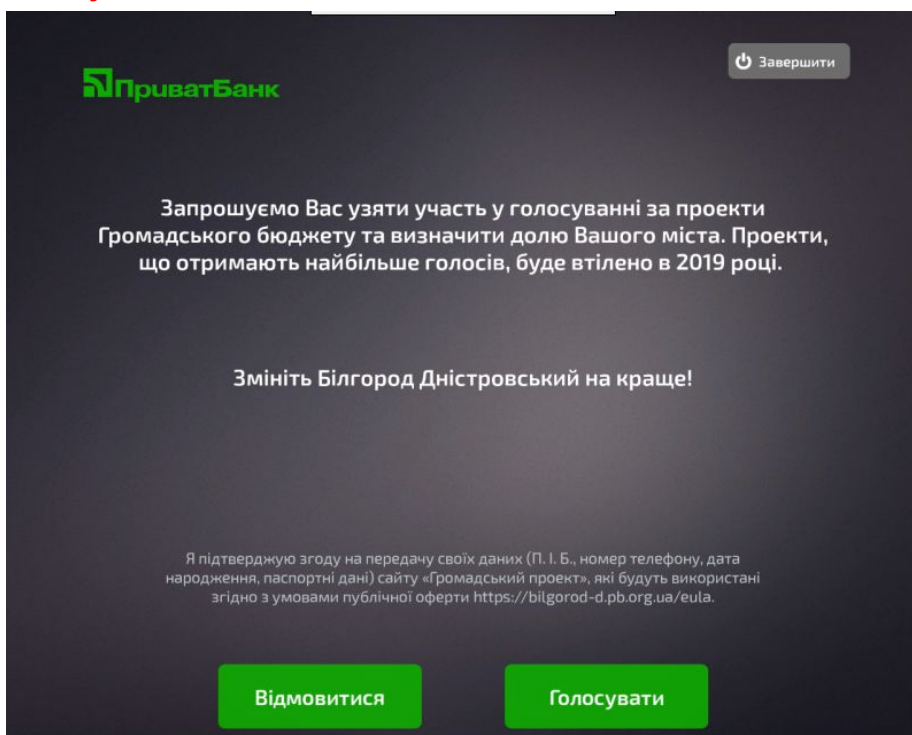 ПриватБанк
Завершити
Запрошуємо Вас узяти участь у голосуванні за проекти
Громадського бюджету та визначити долю Вашого міста. Проекти,
що отримають найбільше голосів, буде втілено в 2019 році.
Змініть Білгород Дністровський на краще!
Я підтверджую згоду на передачу своїх даних (П. І. Б., номер телефону, дата
народження, паспортні дані) сайту «Громадський проект», які будуть використані
згідно з умовами публічної оферти https://bilgorod-d.pb.org.ua/eula.
Відмовитися
Голосувати